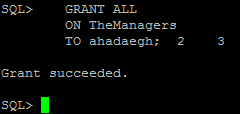 SQL>    GRANT ALL
        ON TheManagers
        TO ahadaegh;  2    3
Grant succeeded.
SQL>